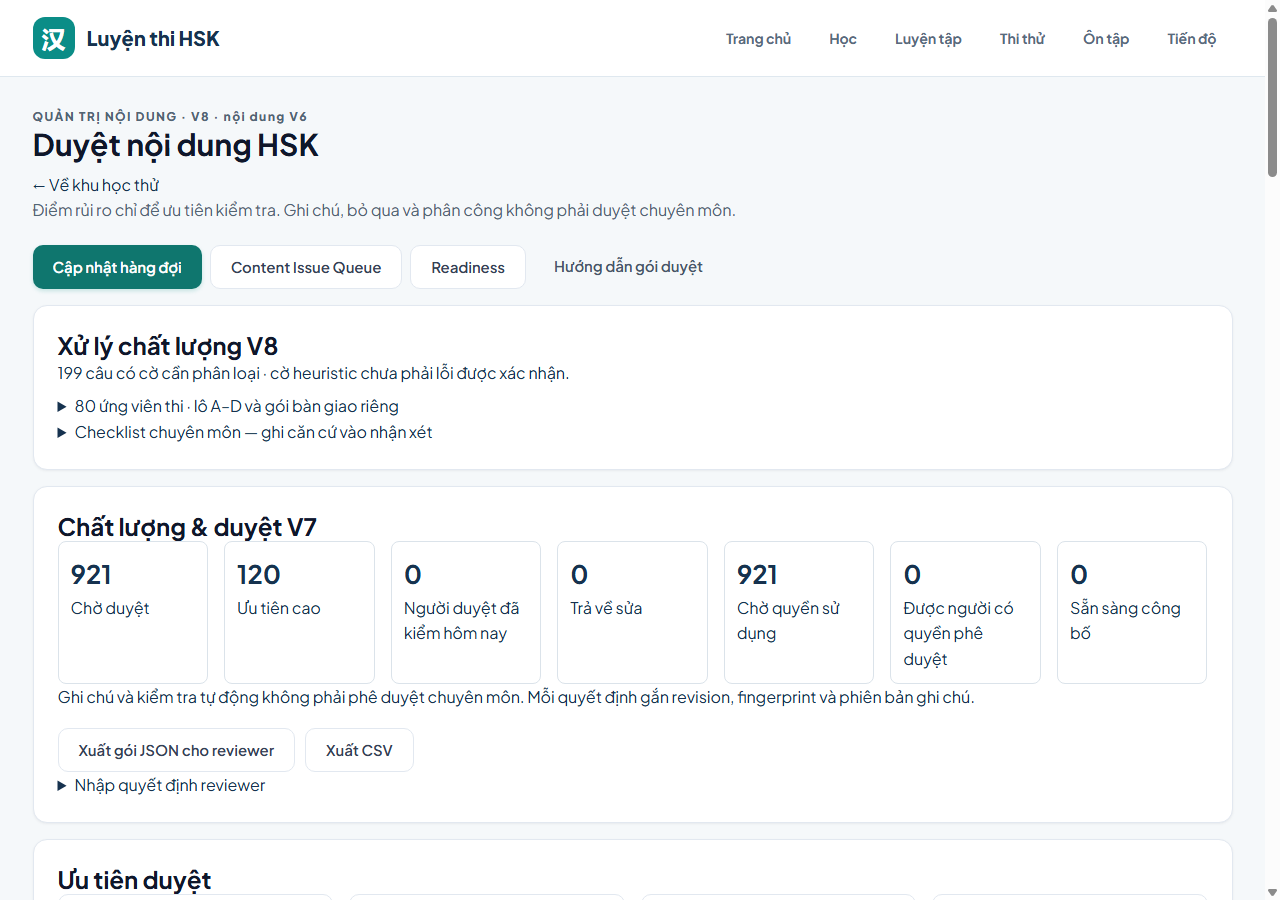 汉 Luyện thi HSK
Trang chủ Học Luyện tập Thi thử Ôn tập Tiến độ
QUẢN TRỊ NỘI DUNG · V8 · nội dung V6
Duyệt nội dung HSK
← Về khu học thử
Điểm rủi ro chỉ để ưu tiên kiểm tra. Ghi chú, bỏ qua và phân công không phải duyệt chuyên môn.
Cập nhật hàng đợi Content Issue Queue Readiness Hướng dẫn gói duyệt
Xử lý chất lượng V8
199 câu có cờ cần phân loại · cờ heuristic chưa phải lỗi được xác nhận.
▶ 80 ứng viên thi · lô A–D và gói bàn giao riêng
▶ Checklist chuyên môn — ghi căn cứ vào nhận xét
Chất lượng & duyệt V7
921
Chờ duyệt
120
Ưu tiên cao
0
Người duyệt đã
kiểm hôm nay
0
Trả về sửa
921
Chờ quyền sử
dụng
0
Được người có
quyền phê
duyệt
0
Sẵn sàng công
bố
Ghi chú và kiểm tra tự động không phải phê duyệt chuyên môn. Mỗi quyết định gắn revision, fingerprint và phiên bản ghi chú.
Xuất gói JSON cho reviewer Xuất CSV
▶ Nhập quyết định reviewer
Ưu tiên duyệt